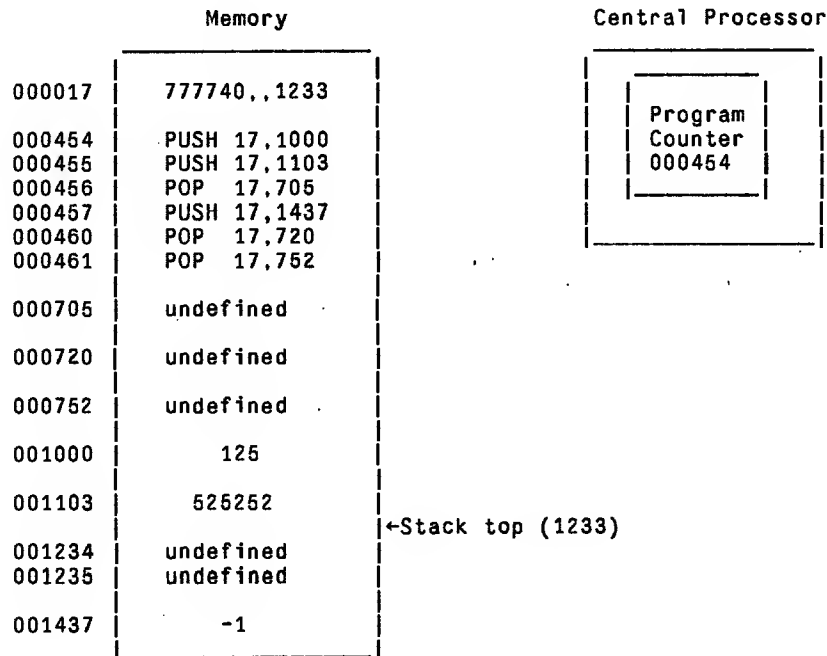 Memory
Central Processor
000017 777740,,1233
Program
Counter
000454
000454 PUSH 17,1000
000455 PUSH 17,1103
000456 POP 17,705
000457 PUSH 17,1437
000460 POP 17,720
000461 POP 17,752
000705 undefined
000720 undefined
000752 undefined
001000 125
001103 525252
←Stack top (1233)
001234 undefined
001235 undefined
001437 -1